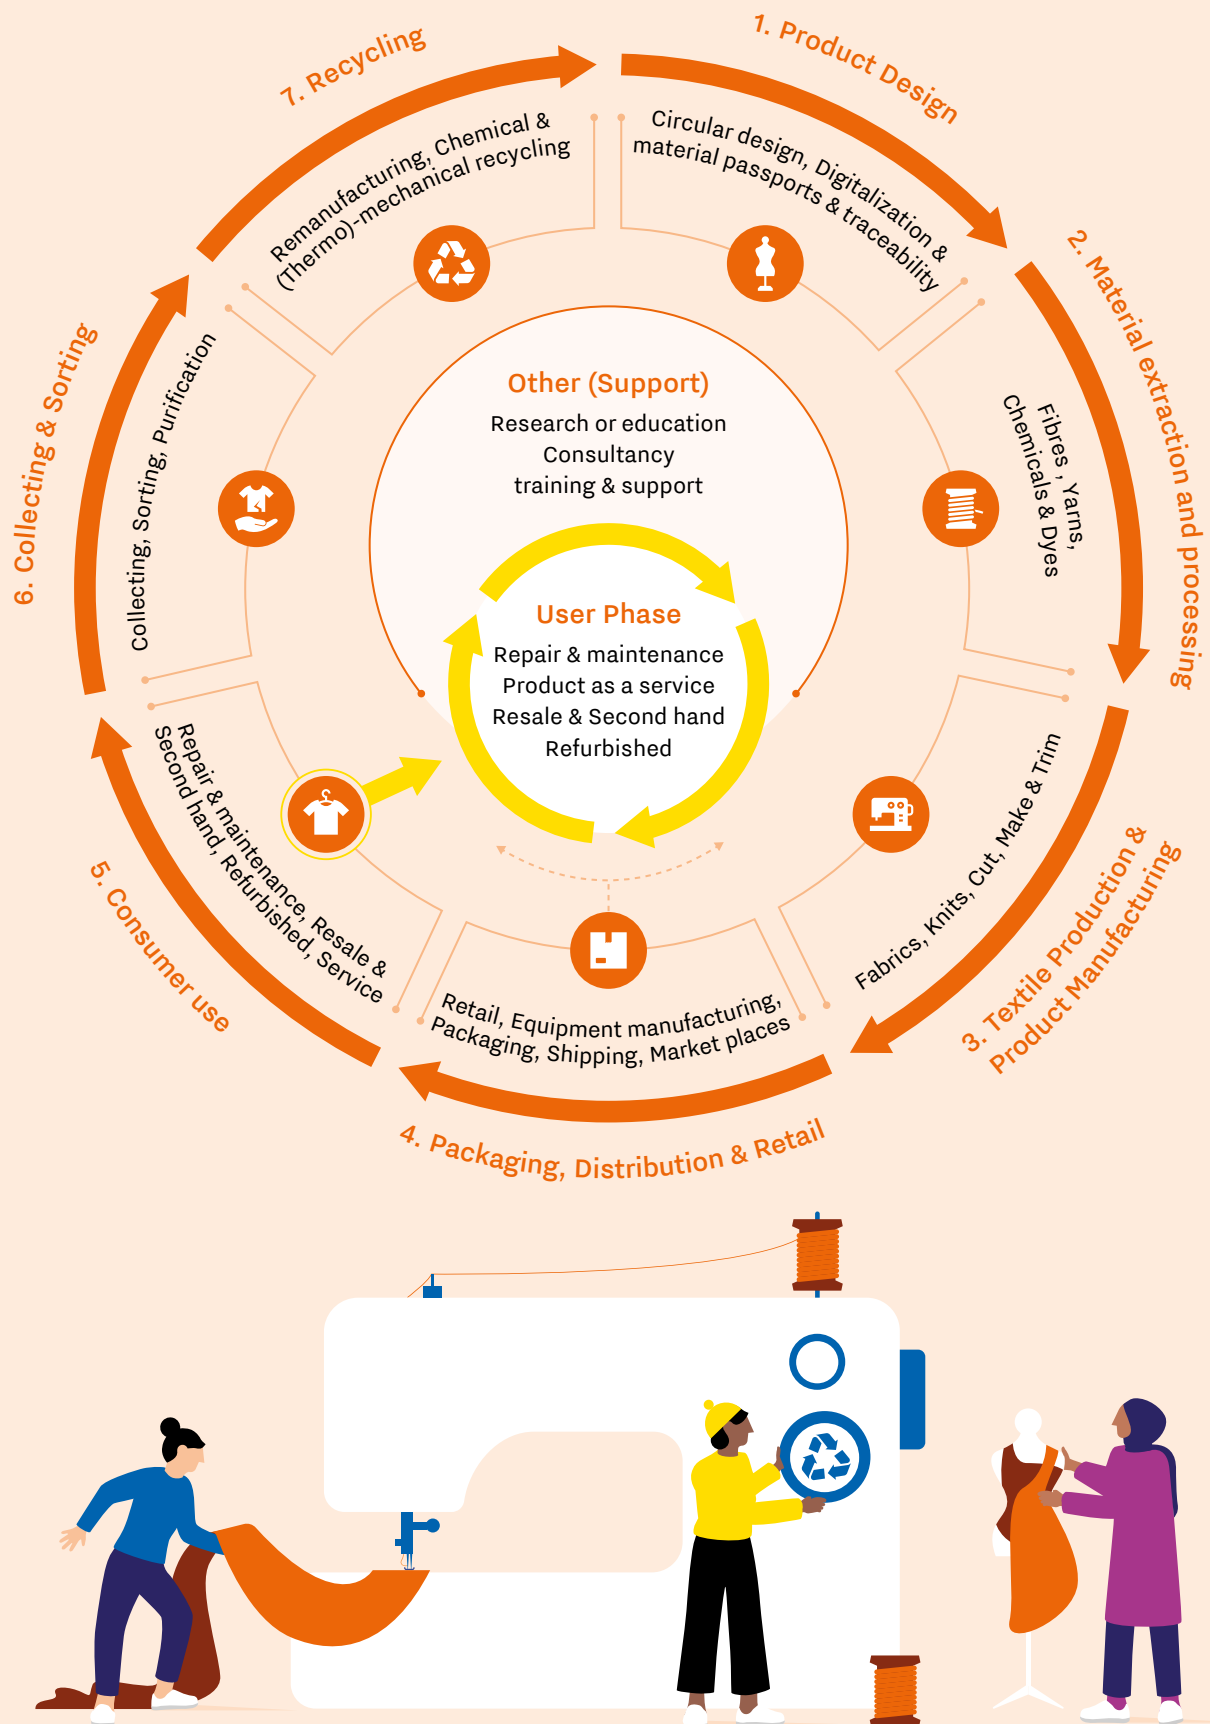 1. Product Design
Circular design, Digitalization &
material passports & traceability
2. Material extraction and processing
Fibres , Yarns,
Chemicals & Dyes
3. Textile Production &
Product Manufacturing
Fabrics, Knits, Cut, Make & Trim
4. Packaging, Distribution & Retail
Retail, Equipment manufacturing,
Packaging, Shipping, Market places
5. Consumer use
Repair & maintenance, Resale &
Second hand, Refurbished, Service
6. Collecting & Sorting
Collecting, Sorting, Purification
7. Recycling
Remanufacturing, Chemical &
(Thermo)-mechanical recycling
Other (Support)
Research or education
Consultancy
training & support
User Phase
Repair & maintenance
Product as a service
Resale & Second hand
Refurbished